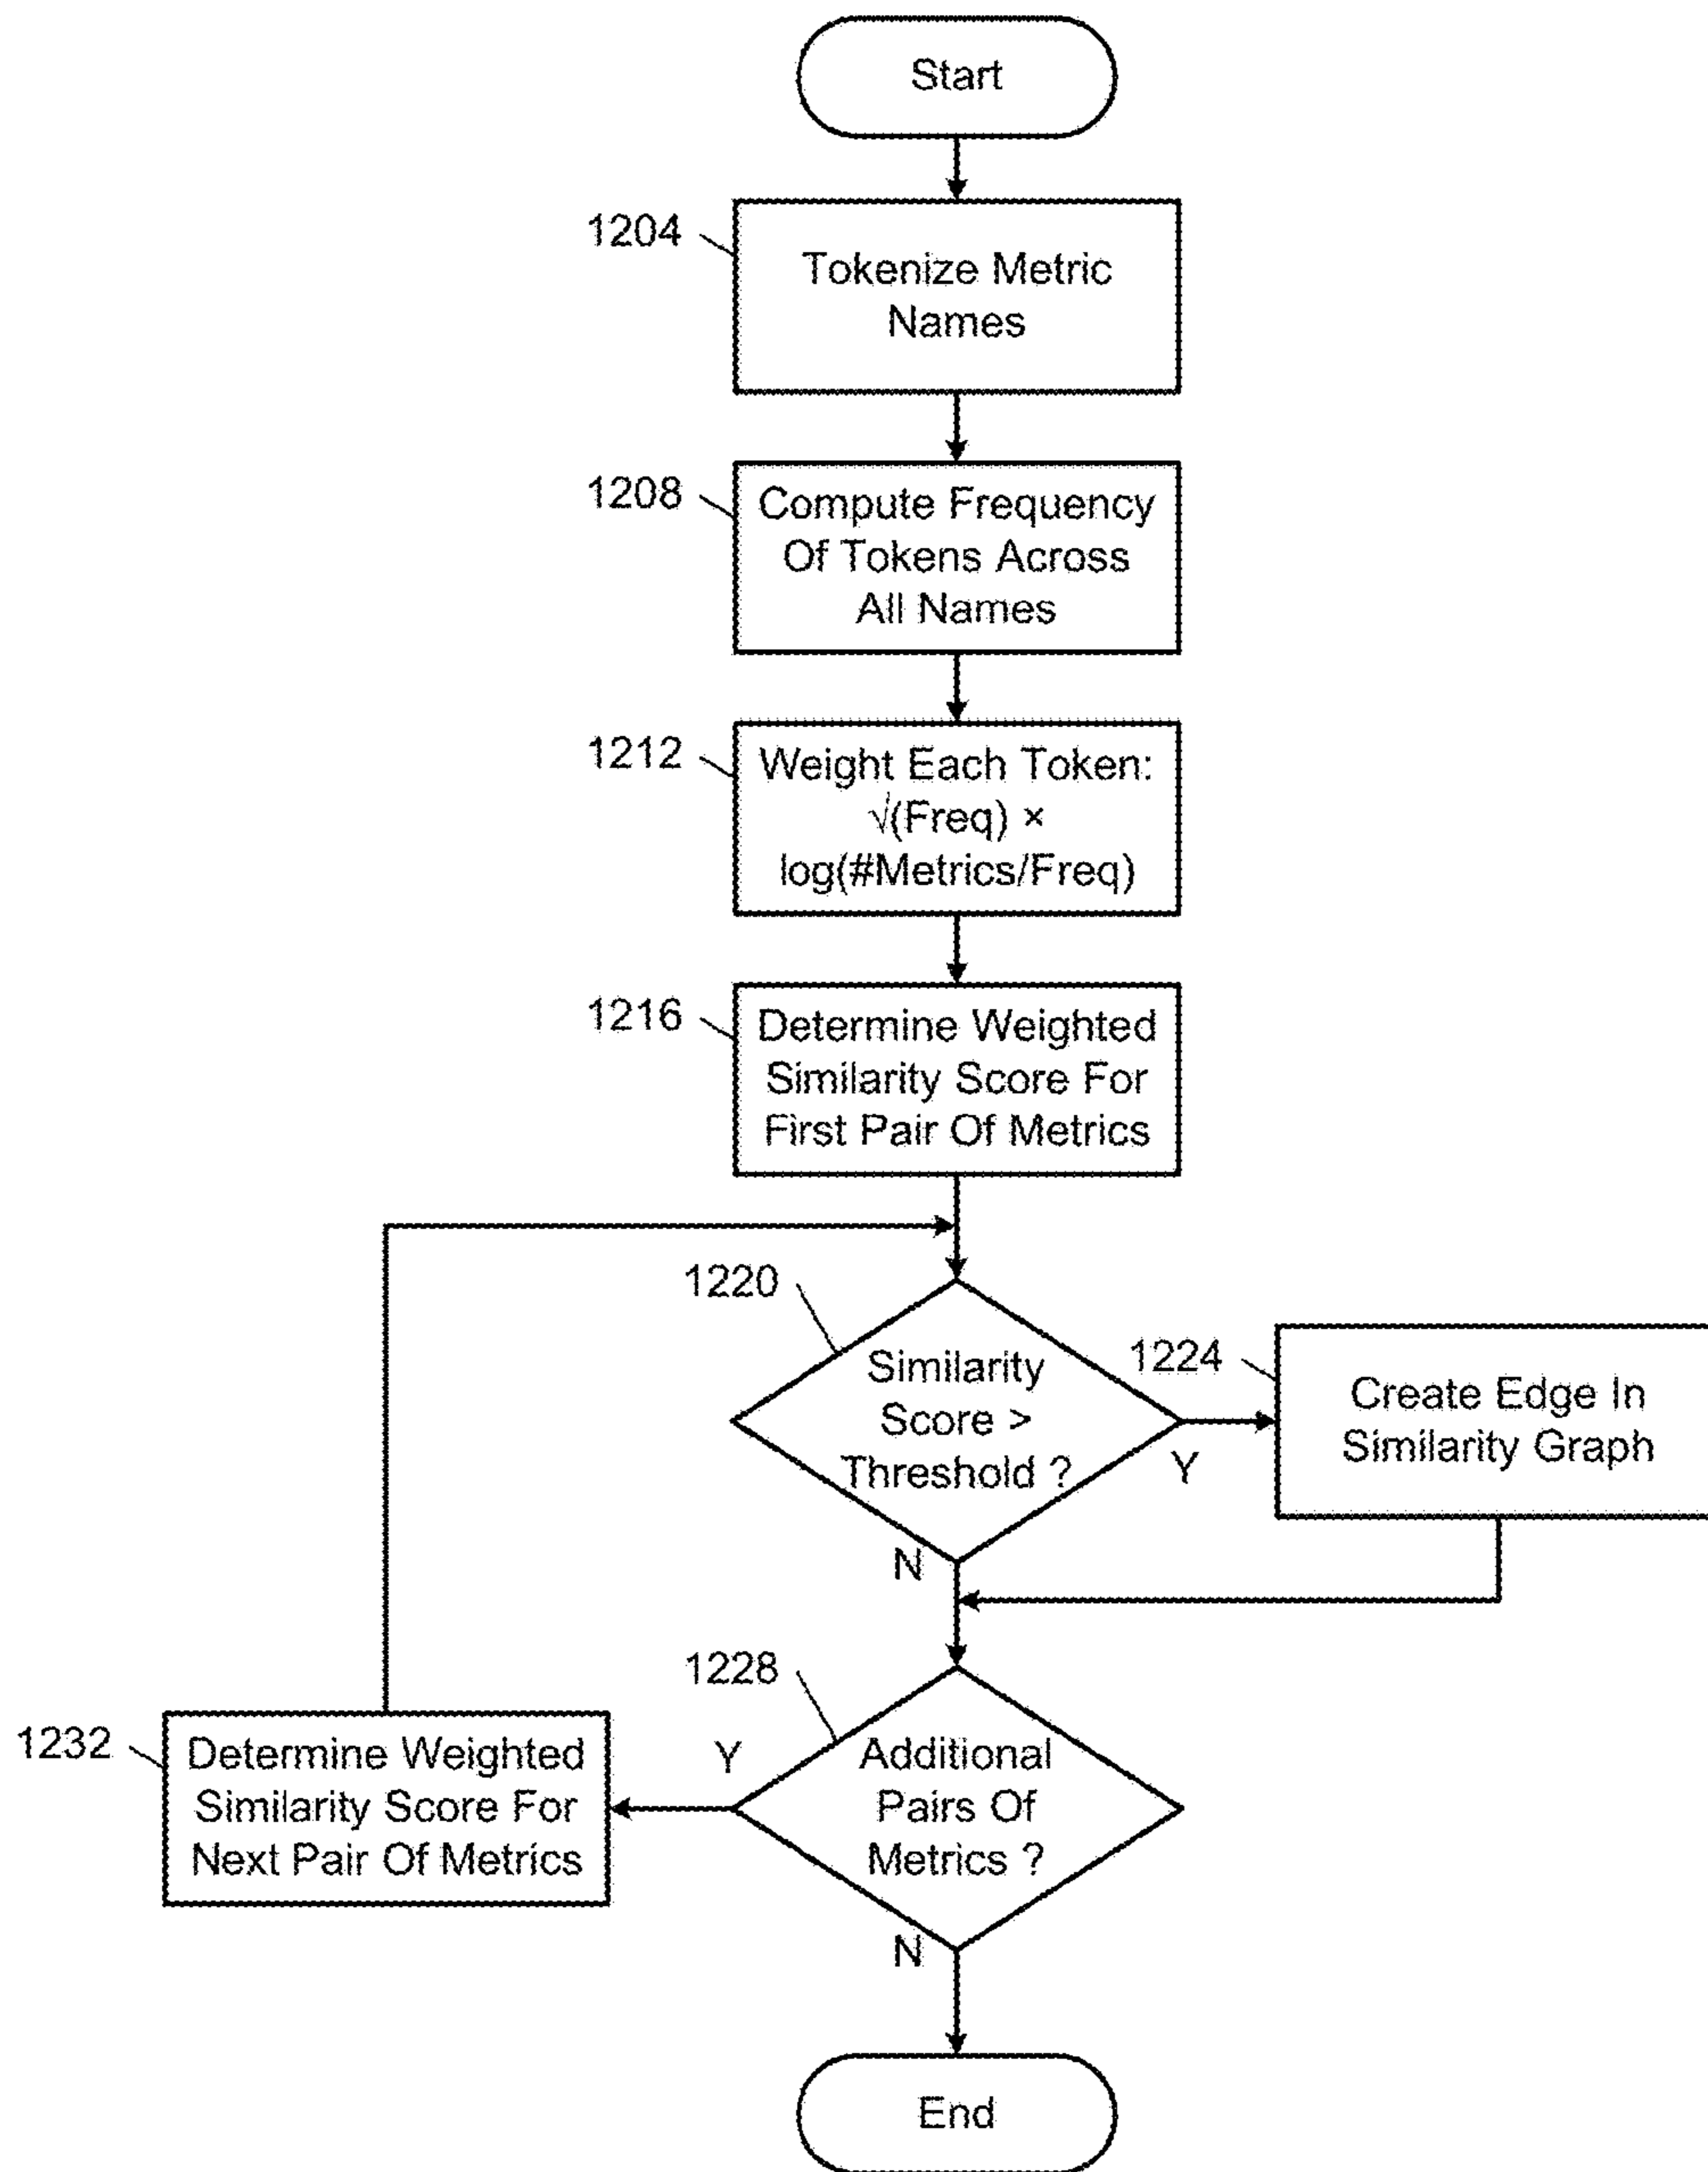 Start
1204
Tokenize Metric
Names
1208
Compute Frequency
Of Tokens Across
All Names
1212
Weight Each Token:
√(Freq) ×
log(#Metrics/Freq)
1216
Determine Weighted
Similarity Score For
First Pair Of Metrics
1220
Similarity
Score >
Threshold ?
Y
N
1224
Create Edge In
Similarity Graph
1228
Additional
Pairs Of
Metrics ?
Y
N
1232
Determine Weighted
Similarity Score For
Next Pair Of Metrics
End